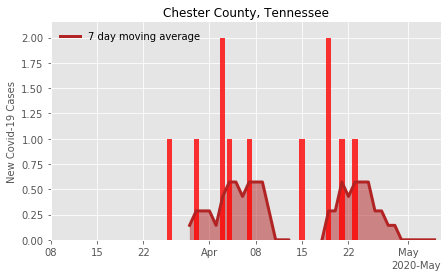 Chester County, Tennessee
7 day moving average
New Covid-19 Cases
2.00
1.75
1.50
1.25
1.00
0.75
0.50
0.25
0.00
08 15 22 Apr 08 15 22 May
2020-May